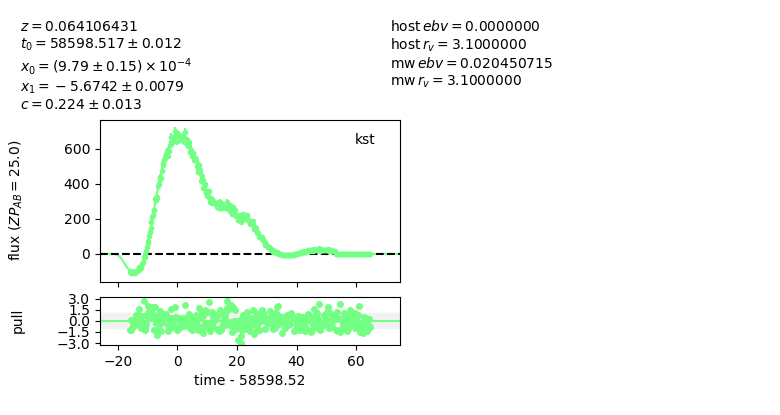 z = 0.064106431
t₀ = 58598.517 ± 0.012
x₀ = (9.79 ± 0.15) × 10⁻⁴
x₁ = −5.6742 ± 0.0079
c = 0.224 ± 0.013
host ebv = 0.0000000
host r_v = 3.1000000
mw ebv = 0.020450715
mw r_v = 3.1000000
kst
flux (ZP_AB = 25.0)
600
400
200
0
pull
3.0
1.5
0.0
−1.5
−3.0
−20 0 20 40 60
time - 58598.52